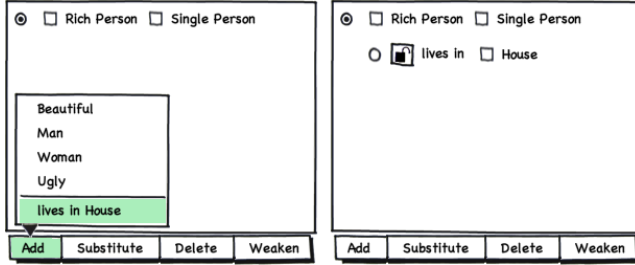 Rich Person Single Person
Beautiful
Man
Woman
Ugly
lives in House
Add Substitute Delete Weaken
Rich Person Single Person
lives in House
Add Substitute Delete Weaken